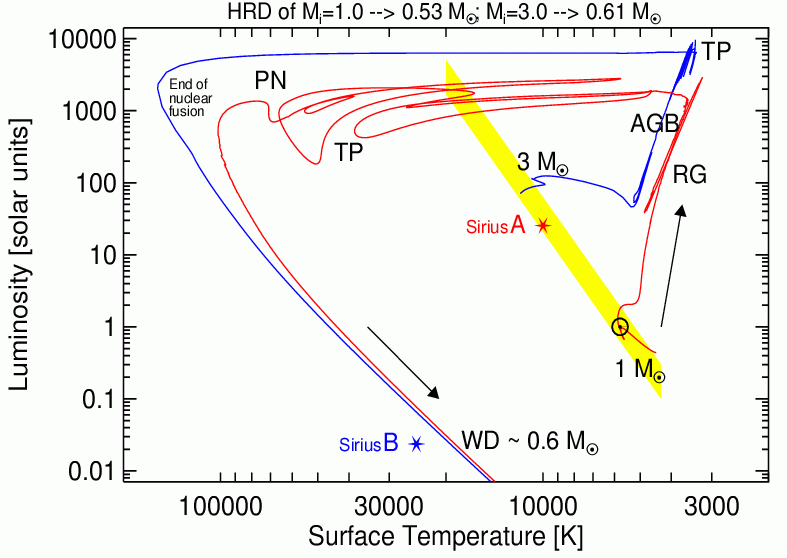 HRD of Mi=1.0 --> 0.53 M☉; Mi=3.0 --> 0.61 M☉
10000
1000
100
10
1
0.1
0.01
Luminosity [solar units]
End of
nuclear
fusion
PN
TP
TP
AGB
RG
3 M☉
Sirius A
1 M☉
Sirius B
WD ~ 0.6 M☉
100000 30000 10000 3000
Surface Temperature [K]